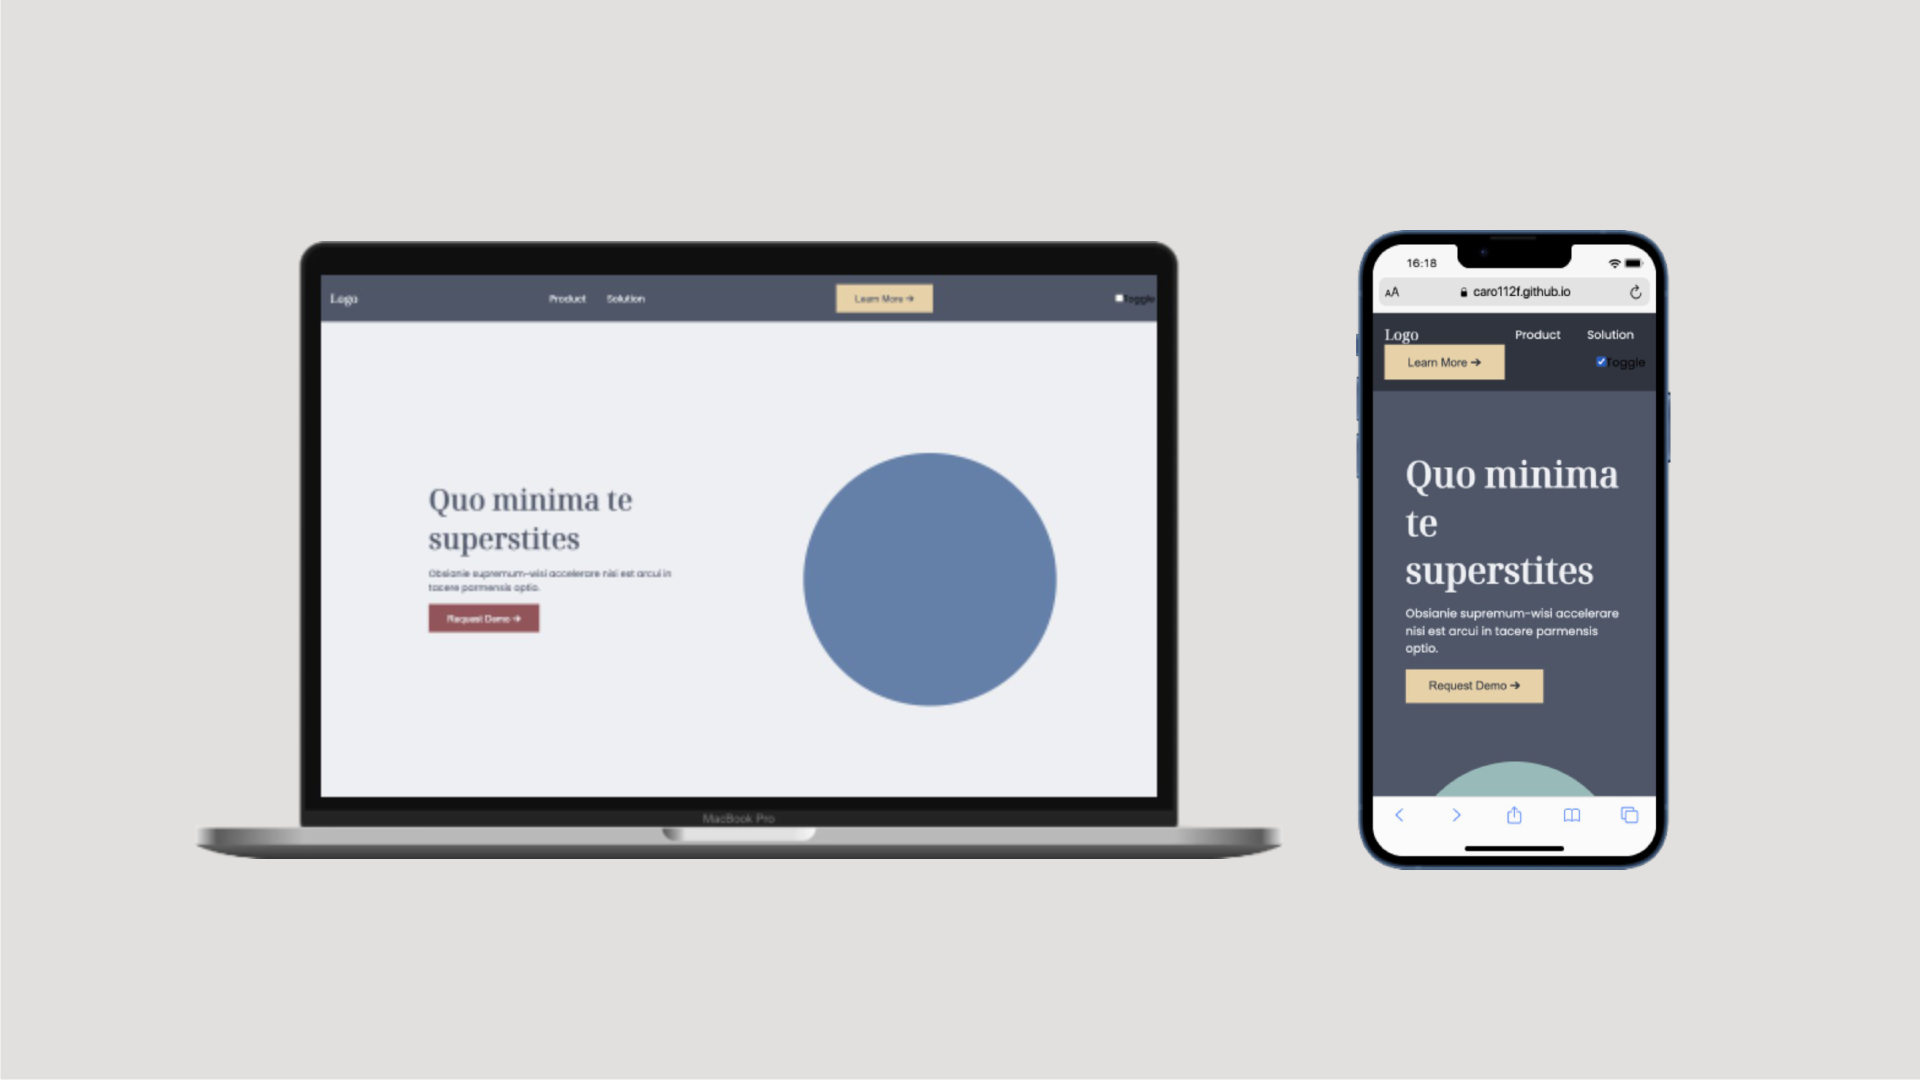 Logo
Product Solution
Learn More →
Toggle
Quo minima te
superstites
Obsianie supremum-wisi accelerare nisi est arcui in
tacere parmensis optio.
Request Demo →
MacBook Pro
16:18
AA caro112f.github.io
Logo Product Solution
Learn More → Toggle
Quo minima
te
superstites
Obsianie supremum-wisi accelerare
nisi est arcui in tacere parmensis
optio.
Request Demo →